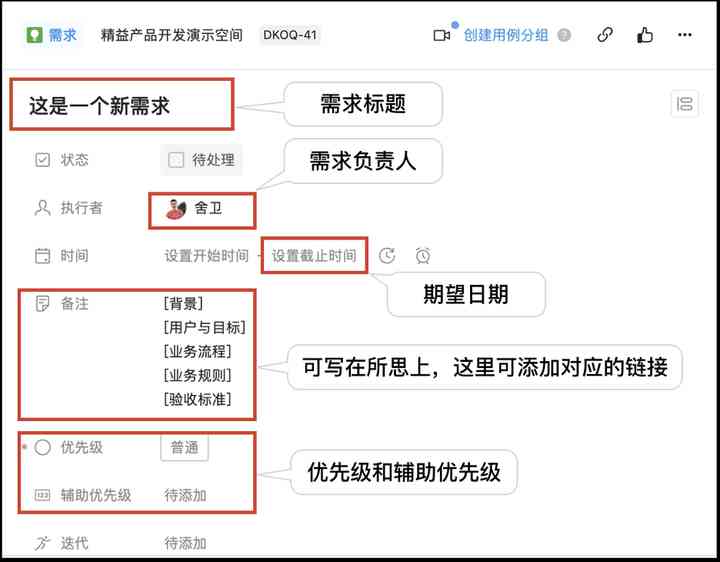 需求 精益产品开发演示空间 DKOQ-41 创建用例分组 ?
这是一个新需求 需求标题
状态 待处理 需求负责人
执行者 舍卫
时间 设置开始时间 - 设置截止时间
期望日期
备注 [背景]
[用户与目标]
[业务流程] 可写在所思上，这里可添加对应的链接
[业务规则]
[验收标准]
* 优先级 普通
优先级和辅助优先级
123 辅助优先级 待添加
迭代 待添加